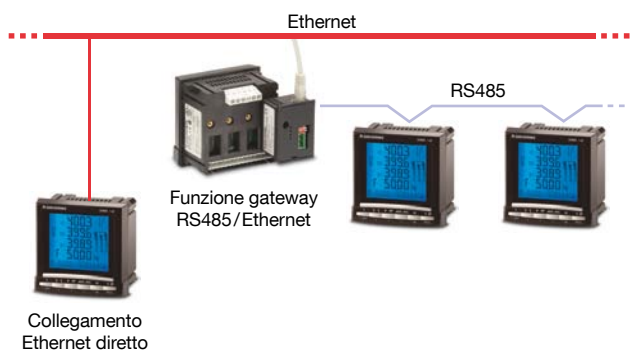 Ethernet
RS485
Funzione gateway
RS485/Ethernet
Collegamento
Ethernet diretto